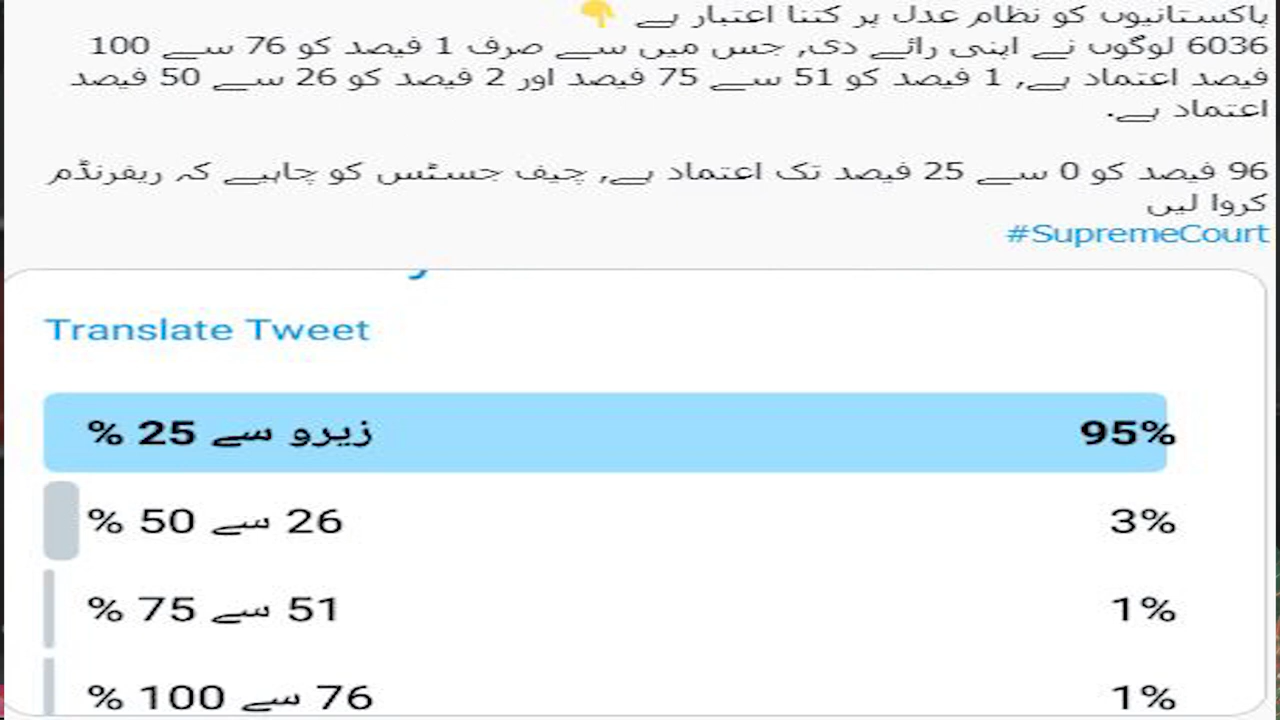 پاکستانیوں کو نظام عدل پر کتنا اعتبار ہے 👇
6036 لوگوں نے اپنی رائے دی, جس میں سے صرف 1 فیصد کو 76 سے 100
فیصد اعتماد ہے, 1 فیصد کو 51 سے 75 فیصد اور 2 فیصد کو 26 سے 50 فیصد
اعتماد ہے.
96 فیصد کو 0 سے 25 فیصد تک اعتماد ہے, چیف جسٹس کو چاہیے کہ ریفرنڈم
کروا لیں
#SupremeCourt
Translate Tweet
زیرو سے 25 % 95%
26 سے 50 % 3%
51 سے 75 % 1%
76 سے 100 % 1%